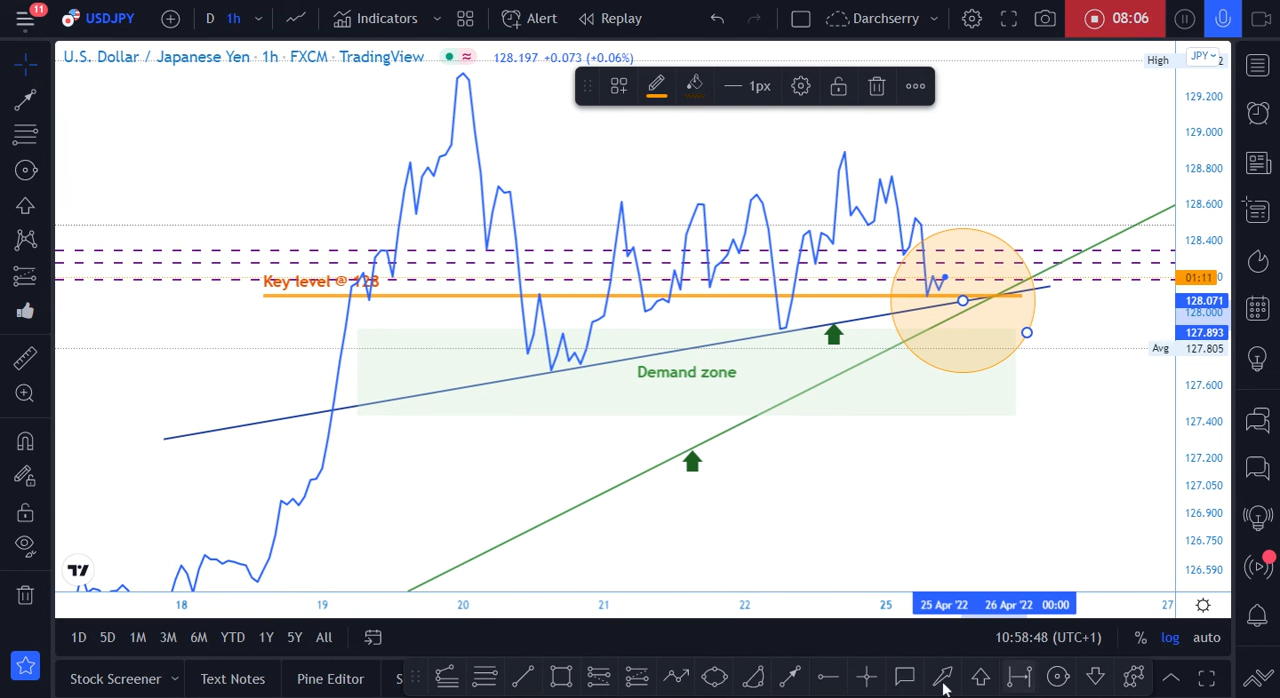 11
USDJPY
D
1h
Indicators
Alert
Replay
Darchserry
08:06
U.S. Dollar / Japanese Yen · 1h · FXCM · TradingView
128.197 +0.073 (+0.06%)
1px
High
JPY
129.200
129.000
128.800
128.600
128.400
01:11
128.071
128.000
127.893
Avg
127.805
127.600
127.400
127.200
127.050
126.900
126.750
126.590
Key level @ 128
Demand zone
18
19
20
21
22
25
25 Apr '22
26 Apr '22 00:00
27
1D
5D
1M
3M
6M
YTD
1Y
5Y
All
10:58:48 (UTC+1)
%
log
auto
Stock Screener
Text Notes
Pine Editor
S